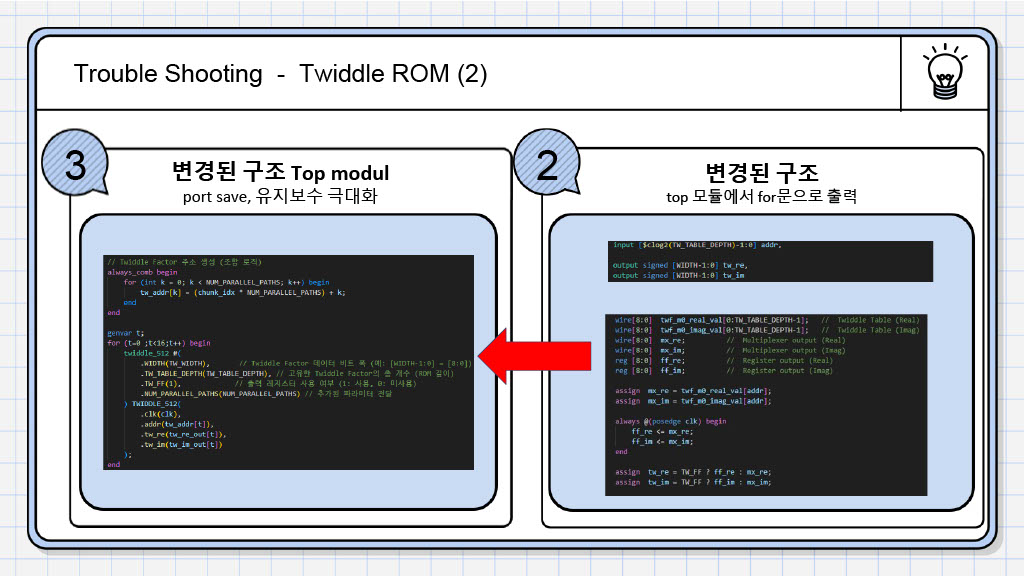 Trouble Shooting - Twiddle ROM (2)
3
변경된 구조 Top modul
port save, 유지보수 극대화
// Twiddle Factor 주소 생성 (조합 로직)
always_comb begin
for (int k = 0; k < NUM_PARALLEL_PATHS; k++) begin
tw_addr[k] = (chunk_idx * NUM_PARALLEL_PATHS) + k;
end
end
genvar t;
for (t=0 ;t<16;t++) begin
twiddle_512 #(
.WIDTH(TW_WIDTH), // Twiddle Factor 데이터 비트 폭 (예: [WIDTH-1:0] = [8:0])
.TW_TABLE_DEPTH(TW_TABLE_DEPTH), // 고유한 Twiddle Factor의 총 개수 (ROM 깊이)
.TW_FF(1), // 출력 레지스터 사용 여부 (1: 사용, 0: 미사용)
.NUM_PARALLEL_PATHS(NUM_PARALLEL_PATHS) // 추가된 파라미터 전달
) TWIDDLE_512(
.clk(clk),
.addr(tw_addr[t]),
.tw_re(tw_re_out[t]),
.tw_im(tw_im_out[t])
);
end
2
변경된 구조
top 모듈에서 for문으로 출력
input [$clog2(TW_TABLE_DEPTH)-1:0] addr,
output signed [WIDTH-1:0] tw_re,
output signed [WIDTH-1:0] tw_im
wire[8:0] twf_m0_real_val[0:TW_TABLE_DEPTH-1]; // Twiddle Table (Real)
wire[8:0] twf_m0_imag_val[0:TW_TABLE_DEPTH-1]; // Twiddle Table (Imag)
wire[8:0] mx_re; // Multiplexer output (Real)
wire[8:0] mx_im; // Multiplexer output (Imag)
reg [8:0] ff_re; // Register output (Real)
reg [8:0] ff_im; // Register output (Imag)
assign mx_re = twf_m0_real_val[addr];
assign mx_im = twf_m0_imag_val[addr];
always @(posedge clk) begin
ff_re <= mx_re;
ff_im <= mx_im;
end
assign tw_re = TW_FF ? ff_re : mx_re;
assign tw_im = TW_FF ? ff_im : mx_im;